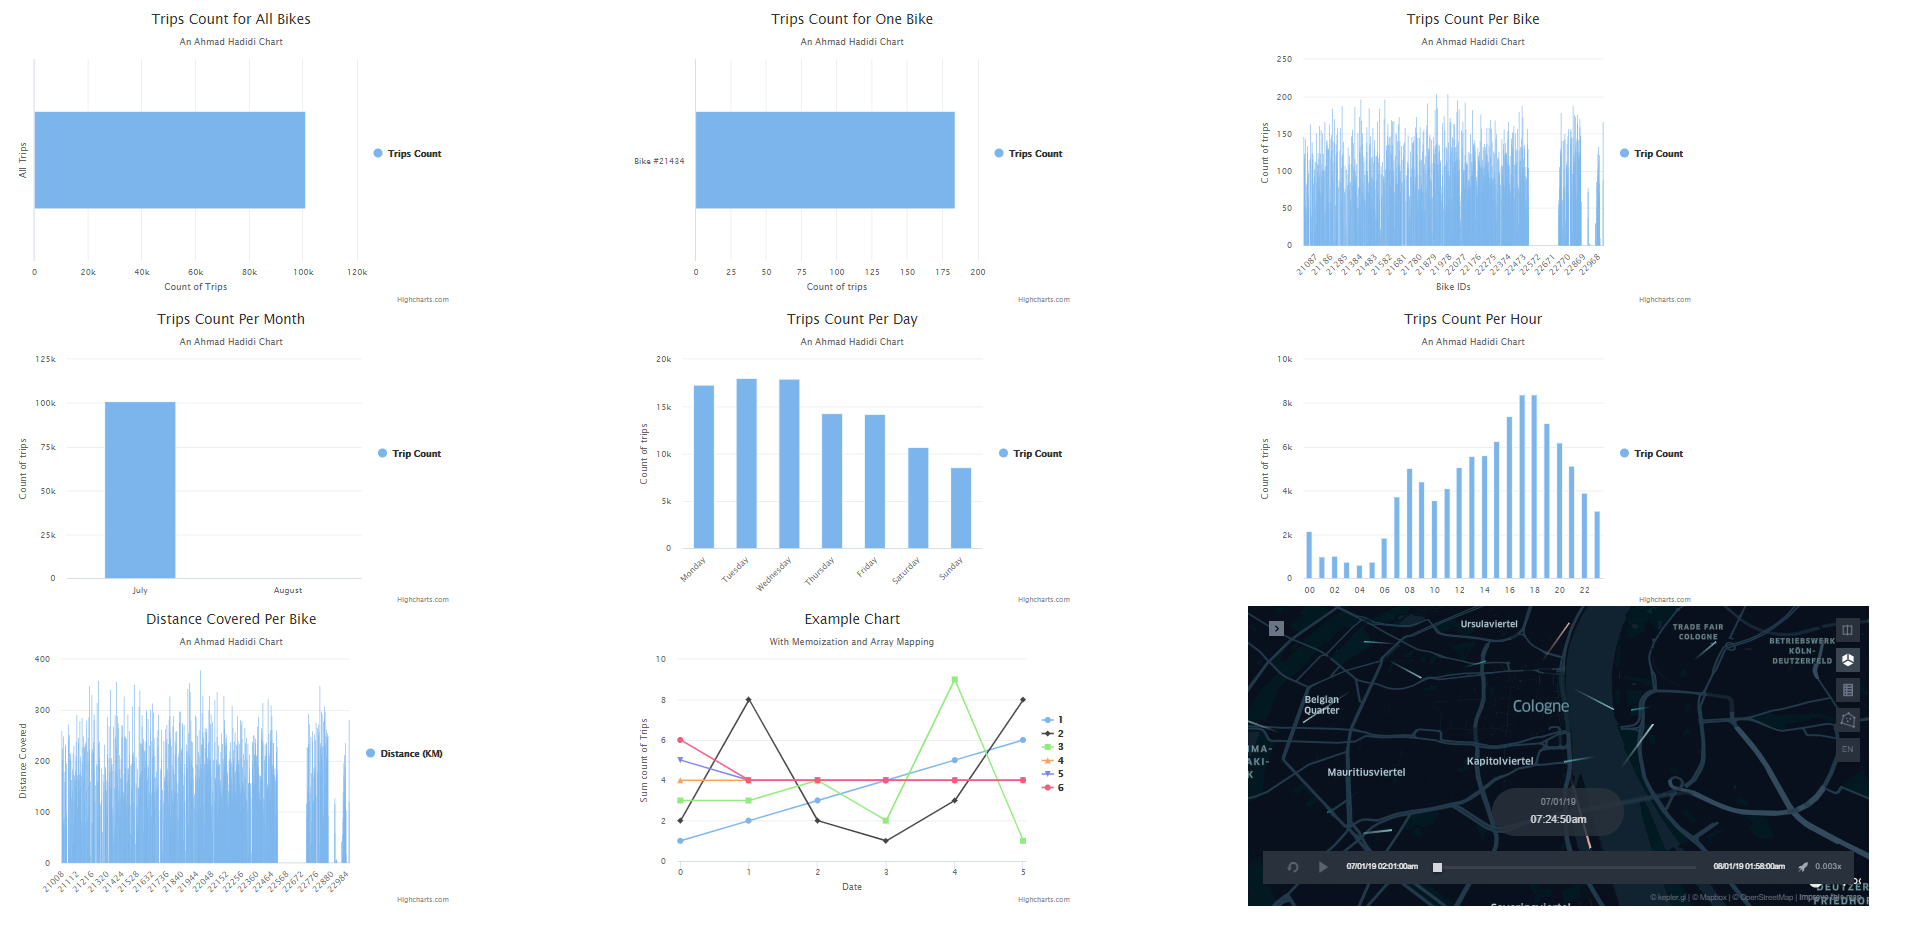 Trips Count for All Bikes
An Ahmad Hadidi Chart
All Trips
Trips Count
0 20k 40k 60k 80k 100k 120k
Count of Trips
Highcharts.com
Trips Count for One Bike
An Ahmad Hadidi Chart
Bike #21434
Trips Count
0 25 50 75 100 125 150 175 200
Count of trips
Highcharts.com
Trips Count Per Bike
An Ahmad Hadidi Chart
Count of trips
250
200
150
100
50
0
Trip Count
21087 21186 21285 21384 21483 21582 21681 21780 21879 21978 22077 22176 22275 22374 22473 22572 22671 22770 22869 22968
Bike IDs
Highcharts.com
Trips Count Per Month
An Ahmad Hadidi Chart
Count of trips
125k
100k
75k
50k
25k
0
Trip Count
July August
Highcharts.com
Trips Count Per Day
An Ahmad Hadidi Chart
Count of trips
20k
15k
10k
5k
0
Trip Count
Monday Tuesday Wednesday Thursday Friday Saturday Sunday
Highcharts.com
Trips Count Per Hour
An Ahmad Hadidi Chart
Count of trips
10k
8k
6k
4k
2k
0
Trip Count
00 02 04 06 08 10 12 14 16 18 20 22
Highcharts.com
Distance Covered Per Bike
An Ahmad Hadidi Chart
Distance Covered
400
300
200
100
0
Distance (KM)
21008 21112 21216 21320 21424 21528 21632 21736 21840 21944 22048 22152 22256 22360 22464 22568 22672 22776 22880 22984
Highcharts.com
Example Chart
With Memoization and Array Mapping
Sum count of Trips
10
8
6
4
2
0
1
2
3
4
5
6
0 1 2 3 4 5
Date
Highcharts.com
Ursulaviertel
TRADE FAIR
COLOGNE
BETRIEBSWERK
KÖLN-
DEUTZERFELD
Belgian
Quarter
Cologne
IMA-
AKI-
K
EN
Mauritiusviertel
Kapitolviertel
07/01/19
07:24:50am
07/01/19 02:01:00am
08/01/19 01:58:00am
0.003x
DEUTZER
FRIEDHOF
© kepler.gl | © Mapbox | © OpenStreetMap | Improve this map